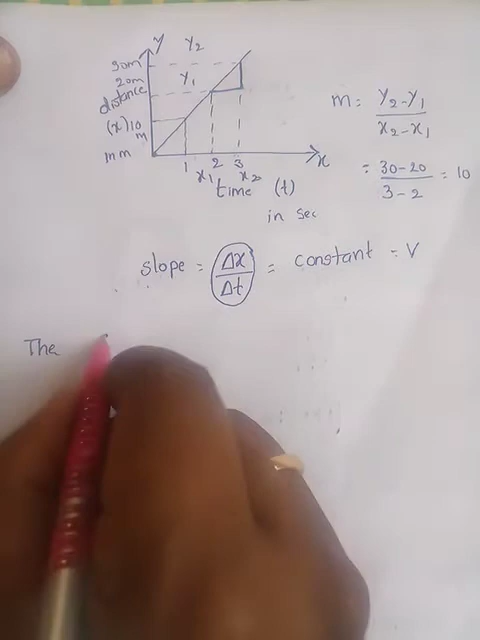 y
y₂
30m
20m
y₁
distance
(x) 10
m
1 2 3
x
x₁ x₂
time (t)
in sec
m = y₂-y₁ / x₂-x₁
= 30-20 / 3-2 = 10
slope = Δx / Δt = constant = V
The